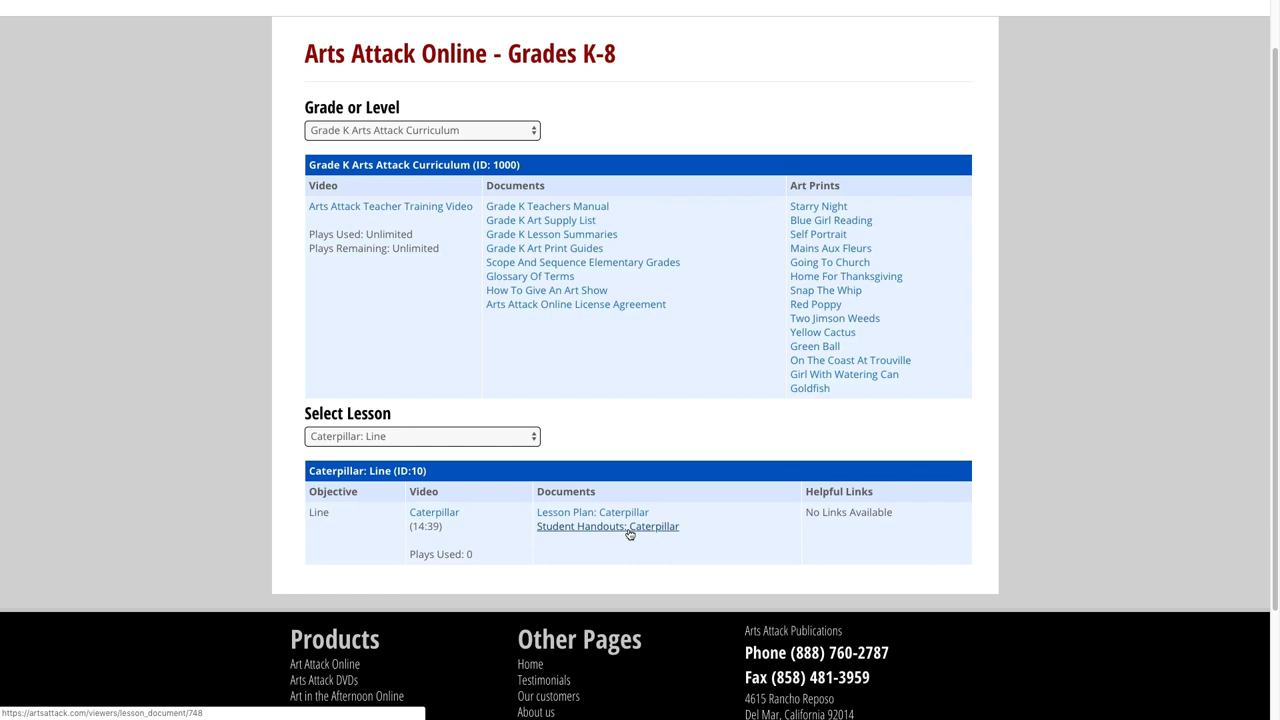 Arts Attack Online - Grades K-8
Grade or Level
Grade K Arts Attack Curriculum
Grade K Arts Attack Curriculum (ID: 1000)
Video
Documents
Art Prints
Arts Attack Teacher Training Video
Plays Used: Unlimited
Plays Remaining: Unlimited
Grade K Teachers Manual
Grade K Art Supply List
Grade K Lesson Summaries
Grade K Art Print Guides
Scope And Sequence Elementary Grades
Glossary Of Terms
How To Give An Art Show
Arts Attack Online License Agreement
Starry Night
Blue Girl Reading
Self Portrait
Mains Aux Fleurs
Going To Church
Home For Thanksgiving
Snap The Whip
Red Poppy
Two Jimson Weeds
Yellow Cactus
Green Ball
On The Coast At Trouville
Girl With Watering Can
Goldfish
Select Lesson
Caterpillar: Line
Caterpillar: Line (ID:10)
Objective
Video
Documents
Helpful Links
Line
Caterpillar
(14:39)
Plays Used: 0
Lesson Plan: Caterpillar
Student Handouts: Caterpillar
No Links Available
Products
Art Attack Online
Arts Attack DVDs
Art in the Afternoon Online
Other Pages
Home
Testimonials
Our customers
About us
Arts Attack Publications
Phone (888) 760-2787
Fax (858) 481-3959
4615 Rancho Reposo
Del Mar, California 92014
https://artsattack.com/viewers/lesson_document/748